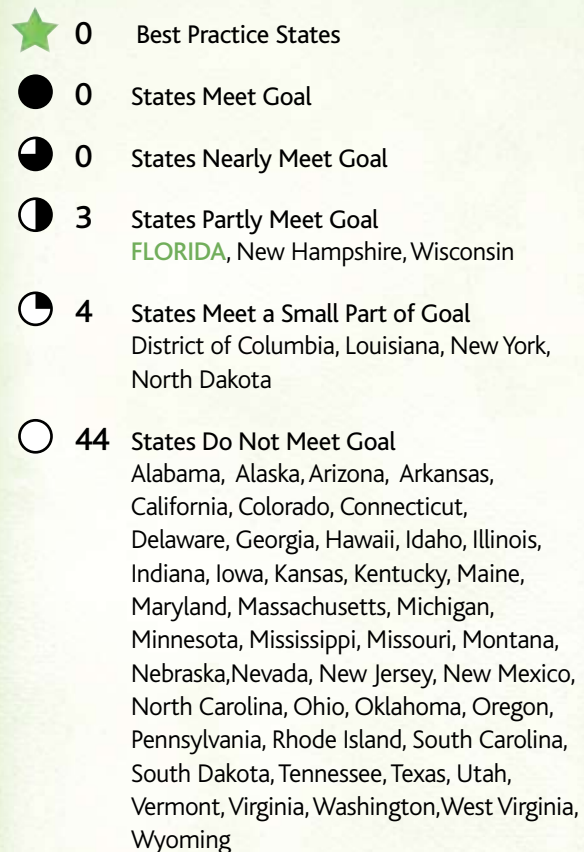 0 Best Practice States
0 States Meet Goal
0 States Nearly Meet Goal
3 States Partly Meet Goal
FLORIDA, New Hampshire, Wisconsin
4 States Meet a Small Part of Goal
District of Columbia, Louisiana, New York,
North Dakota
44 States Do Not Meet Goal
Alabama, Alaska, Arizona, Arkansas,
California, Colorado, Connecticut,
Delaware, Georgia, Hawaii, Idaho, Illinois,
Indiana, Iowa, Kansas, Kentucky, Maine,
Maryland, Massachusetts, Michigan,
Minnesota, Mississippi, Missouri, Montana,
Nebraska,Nevada, New Jersey, New Mexico,
North Carolina, Ohio, Oklahoma, Oregon,
Pennsylvania, Rhode Island, South Carolina,
South Dakota, Tennessee, Texas, Utah,
Vermont, Virginia, Washington,West Virginia,
Wyoming